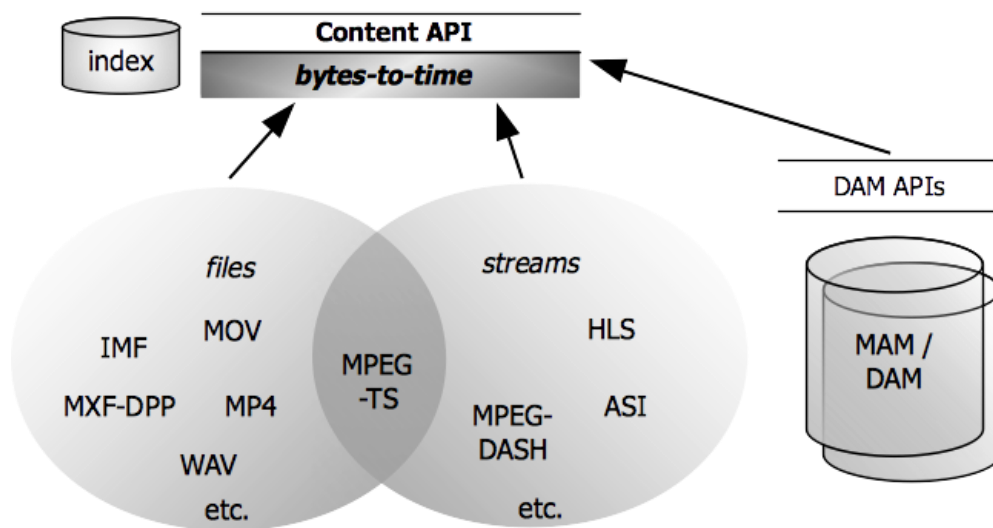 Content API
index
bytes-to-time
DAM APIs
files
streams
MOV
HLS
IMF
MPEG
-TS
MAM /
DAM
MXF-DPP
MP4
MPEG-
DASH
ASI
WAV
etc.
etc.